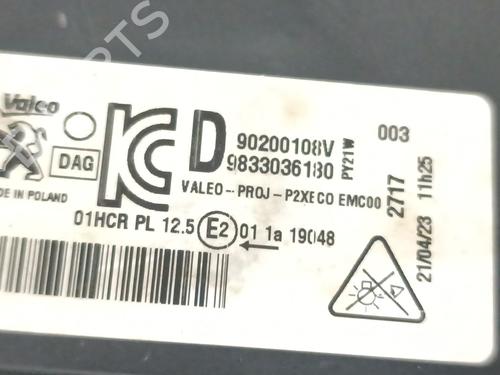 PARTS
Valeo
DAG
D
90200108V
9833036180
PY21W
003
VALEO--PROJ-P2XECO EMC00
DE IN POLAND
01HCR PL 12.5 E2 01 1a 19048
2717
21/04/23 11h25